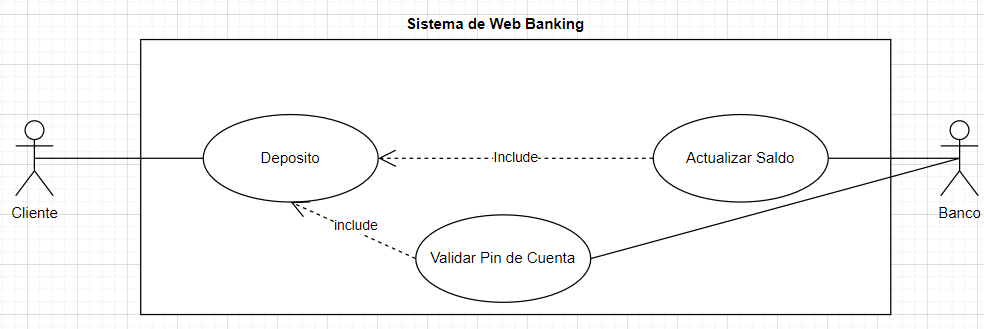 Sistema de Web Banking
Deposito
Include
Actualizar Saldo
Cliente
Banco
include
Validar Pin de Cuenta